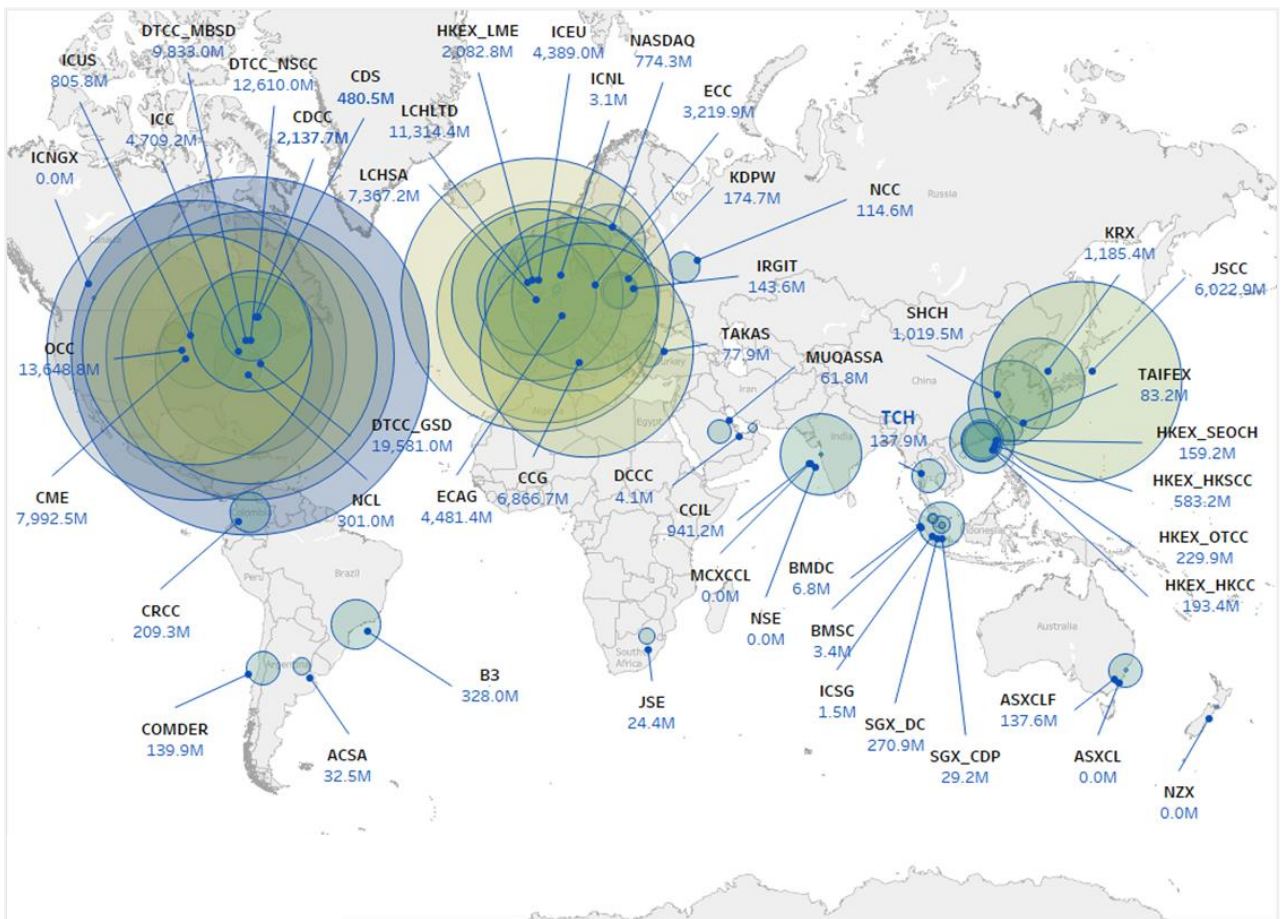 DTCC_MBSD
9,833.0M
HKEX_LME
2,082.8M
ICEU
4,389.0M
NASDAQ
774.3M
ICUS
805.8M
DTCC_NSCC
12,610.0M
CDS
480.5M
ICNL
3.1M
ECC
3,219.9M
ICC
4,709.2M
CDCC
2,137.7M
LCHLTD
11,314.4M
ICNGX
0.0M
LCHSA
7,367.2M
KDPW
174.7M
NCC
114.6M
Russia
KRX
1,185.4M
JSCC
6,022.9M
IRGIT
143.6M
SHCH
1,019.5M
OCC
13,648.8M
TAKAS
77.9M
Turkey
MUQASSA
61.8M
Iran
China
TAIFEX
83.2M
Algeria
Egypt
TCH
137.9M
India
HKEX_SEOCH
159.2M
DTCC_GSD
19,581.0M
HKEX_HKSCC
583.2M
CME
7,992.5M
NCL
301.0M
ECAG
4,481.4M
CCG
6,866.7M
DCCC
4.1M
CCIL
941.2M
HKEX_OTCC
229.9M
Colombia
Indonesia
MCXCCL
0.0M
BMDC
6.8M
HKEX_HKCC
193.4M
Peru
Brazil
CRCC
209.3M
NSE
0.0M
BMSC
3.4M
Australia
Argentina
South
Africa
B3
328.0M
JSE
24.4M
ICSG
1.5M
ASXCLF
137.6M
COMDER
139.9M
ACSA
32.5M
SGX_DC
270.9M
SGX_CDP
29.2M
ASXCL
0.0M
NZX
0.0M